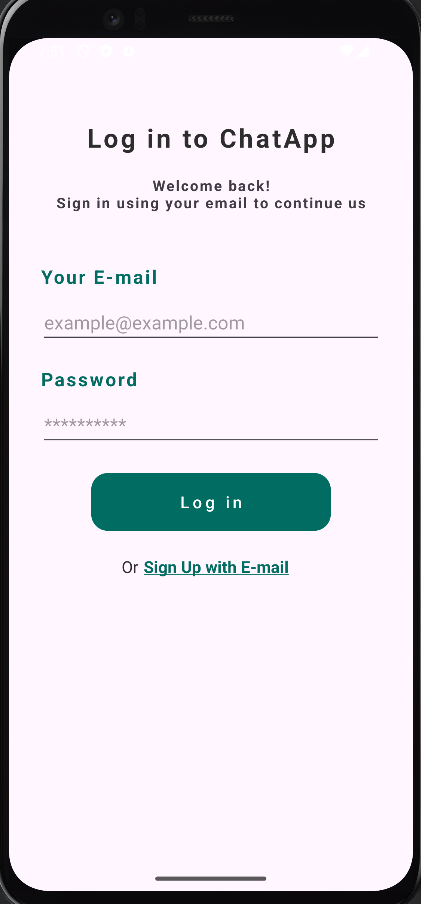 Log in to ChatApp
Welcome back!
Sign in using your email to continue us
Your E-mail
example@example.com
Password
**********
Log in
Or Sign Up with E-mail